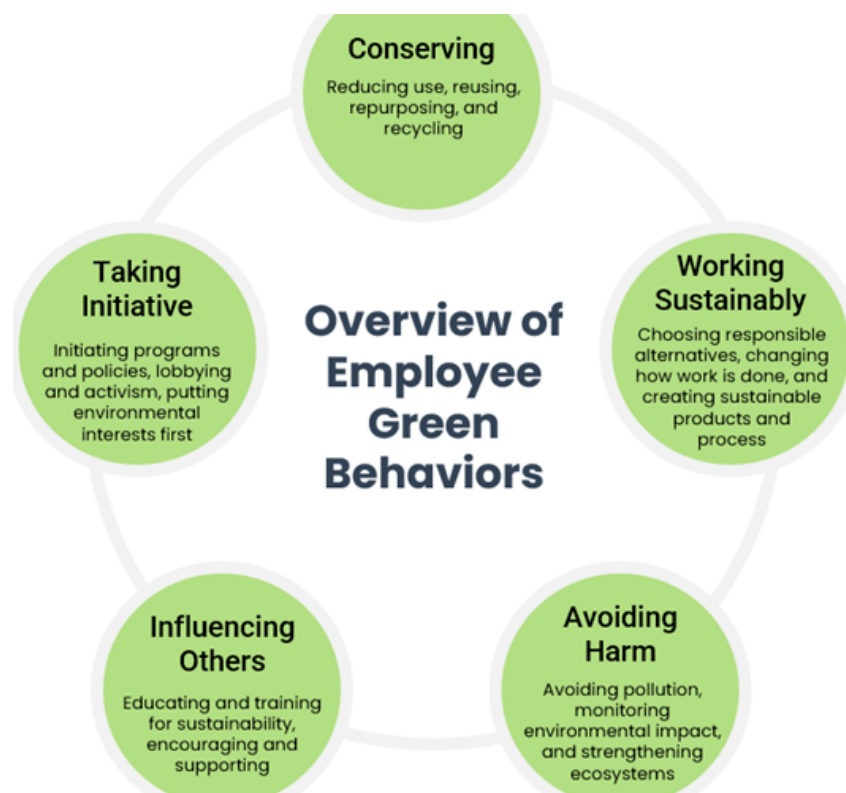 Conserving
Reducing use, reusing,
repurposing, and
recycling
Taking
Initiative
Initiating programs
and policies, lobbying
and activism, putting
environmental
interests first
Overview of
Employee
Green
Behaviors
Working
Sustainably
Choosing responsible
alternatives, changing
how work is done, and
creating sustainable
products and
process
Influencing
Others
Educating and training
for sustainability,
encouraging and
supporting
Avoiding
Harm
Avoiding pollution,
monitoring
environmental impact,
and strengthening
ecosystems